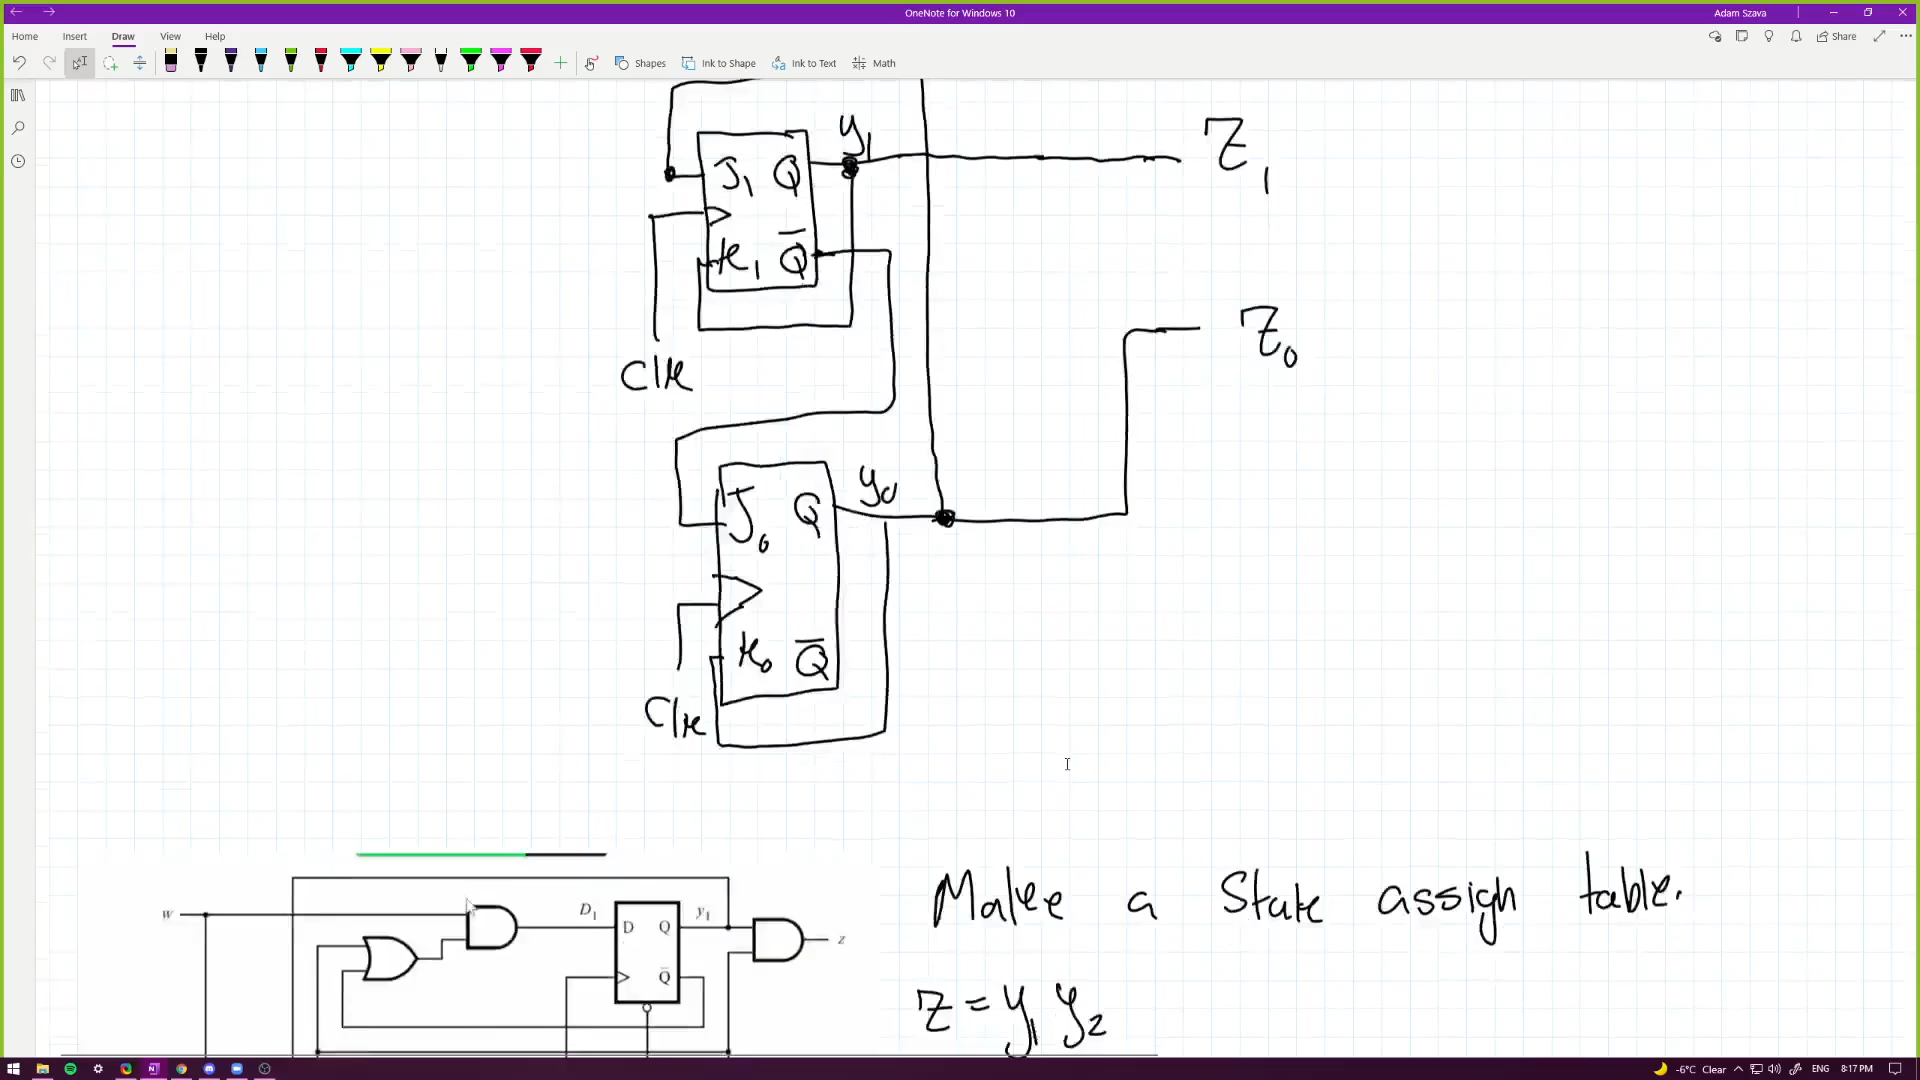 OneNote for Windows 10
Adam Szava
Home Insert Draw View Help
Share
Shapes Ink to Shape Ink to Text Math
y1
Z1
J1 Q
K1 Q̅
Clk
Z0
y0
J0 Q
K0 Q̅
Clk
Make a State assign table.
w D1 D Q y1 z
Q̅
z = y1 y2
-6°C Clear ENG 8:17 PM